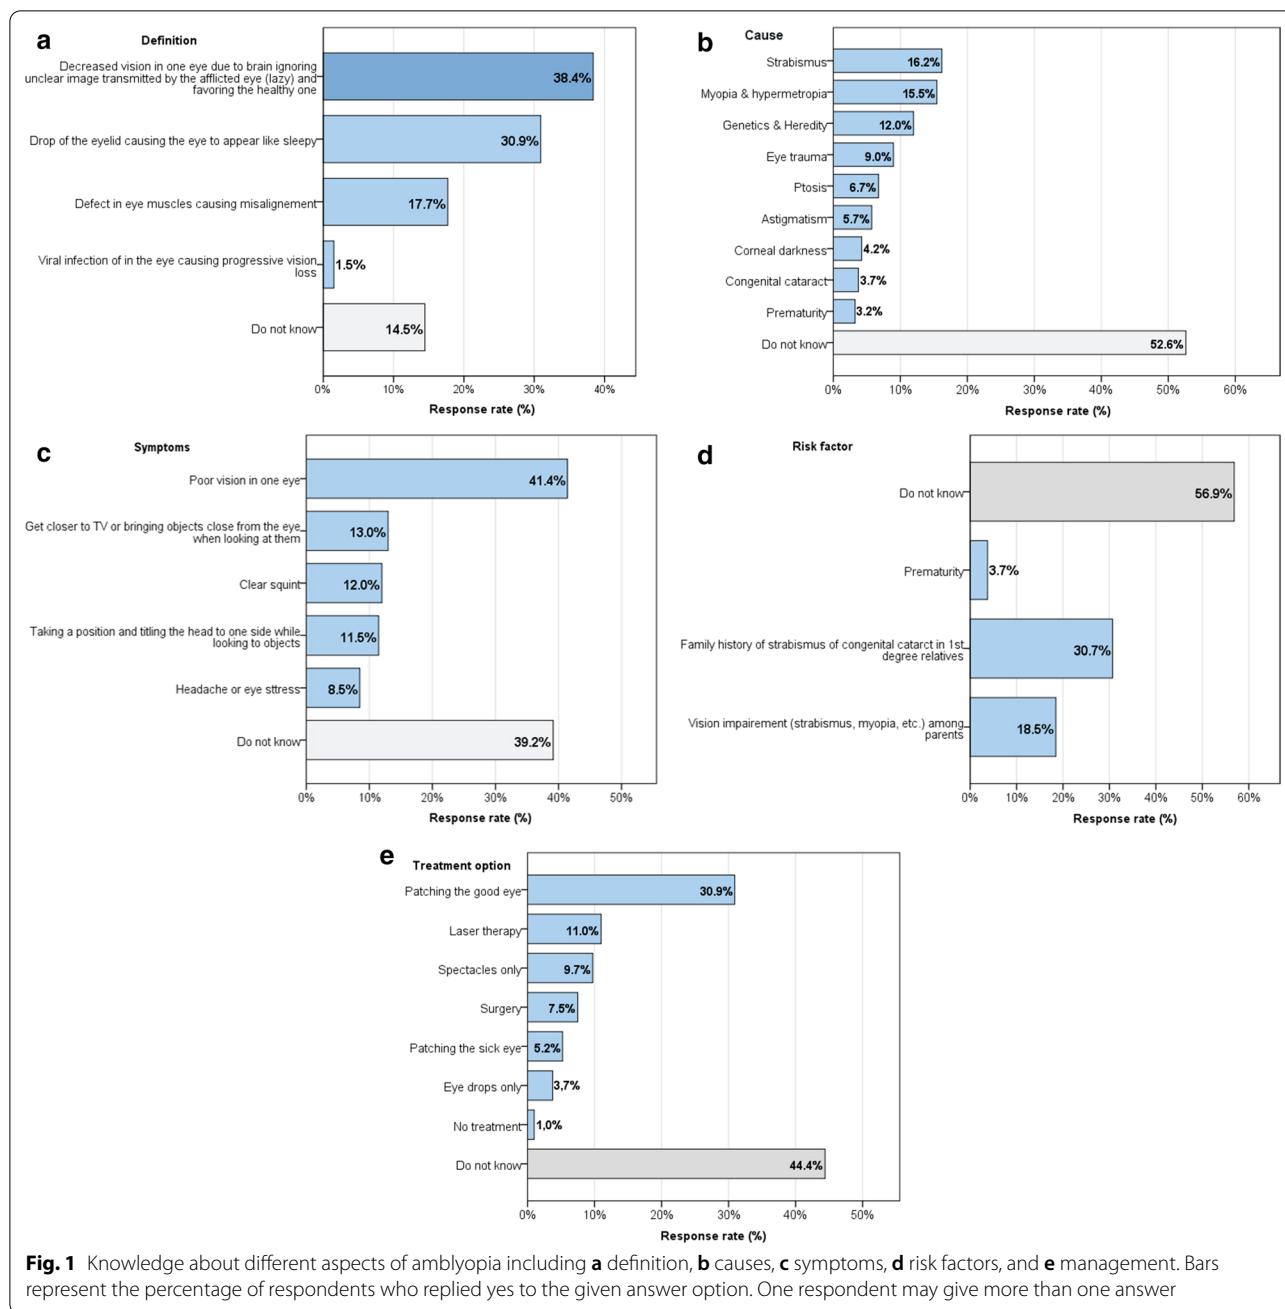 a
Definition
Decreased vision in one eye due to brain ignoring
unclear image transmitted by the afflicted eye (lazy) and
favoring the healthy one
38.4%
Drop of the eyelid causing the eye to appear like sleepy
30.9%
Defect in eye muscles causing misalignement
17.7%
Viral infection of in the eye causing progressive vision
loss
1.5%
Do not know
14.5%
0% 10% 20% 30% 40%
Response rate (%)
b
Cause
Strabismus
16.2%
Myopia & hypermetropia
15.5%
Genetics & Heredity
12.0%
Eye trauma
9.0%
Ptosis
6.7%
Astigmatism
5.7%
Corneal darkness
4.2%
Congenital cataract
3.7%
Prematurity
3.2%
Do not know
52.6%
0% 10% 20% 30% 40% 50% 60%
Response rate (%)
c
Symptoms
Poor vision in one eye
41.4%
Get closer to TV or bringing objects close from the eye
when looking at them
13.0%
Clear squint
12.0%
Taking a position and titling the head to one side while
looking to objects
11.5%
Headache or eye sttress
8.5%
Do not know
39.2%
0% 10% 20% 30% 40% 50%
Response rate (%)
d
Risk factor
Do not know
56.9%
Prematurity
3.7%
Family history of strabismus of congenital catarct in 1st
degree relatives
30.7%
Vision impairement (strabismus, myopia, etc.) among
parents
18.5%
0% 10% 20% 30% 40% 50% 60%
Response rate (%)
e
Treatment option
Patching the good eye
30.9%
Laser therapy
11.0%
Spectacles only
9.7%
Surgery
7.5%
Patching the sick eye
5.2%
Eye drops only
3,7%
No treatment
1,0%
Do not know
44.4%
0% 10% 20% 30% 40% 50%
Response rate (%)
Fig. 1 Knowledge about different aspects of amblyopia including a definition, b causes, c symptoms, d risk factors, and e management. Bars
represent the percentage of respondents who replied yes to the given answer option. One respondent may give more than one answer